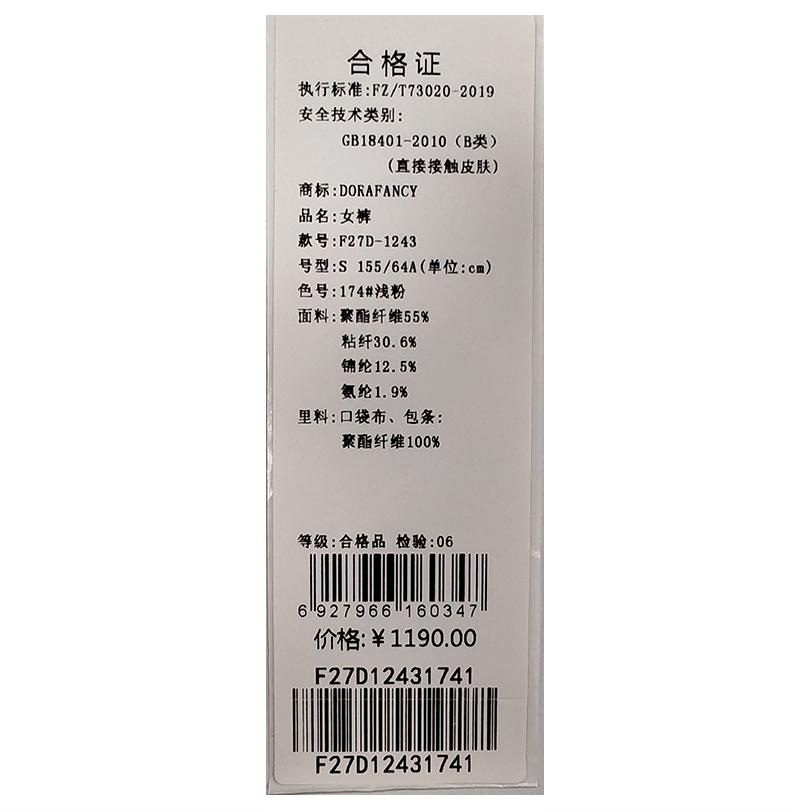 合格证
执行标准:FZ/T73020-2019
安全技术类别:
GB18401-2010（B类）
(直接接触皮肤)
商标:DORAFANCY
品名:女裤
款号:F27D-1243
号型:S 155/64A(单位:cm)
色号:174#浅粉
面料:聚酯纤维55%
粘纤30.6%
锦纶12.5%
氨纶1.9%
里料:口袋布、包条:
聚酯纤维100%
等级:合格品 检验:06
6 927966 160347
价格:￥1190.00
F27D12431741
F27D12431741